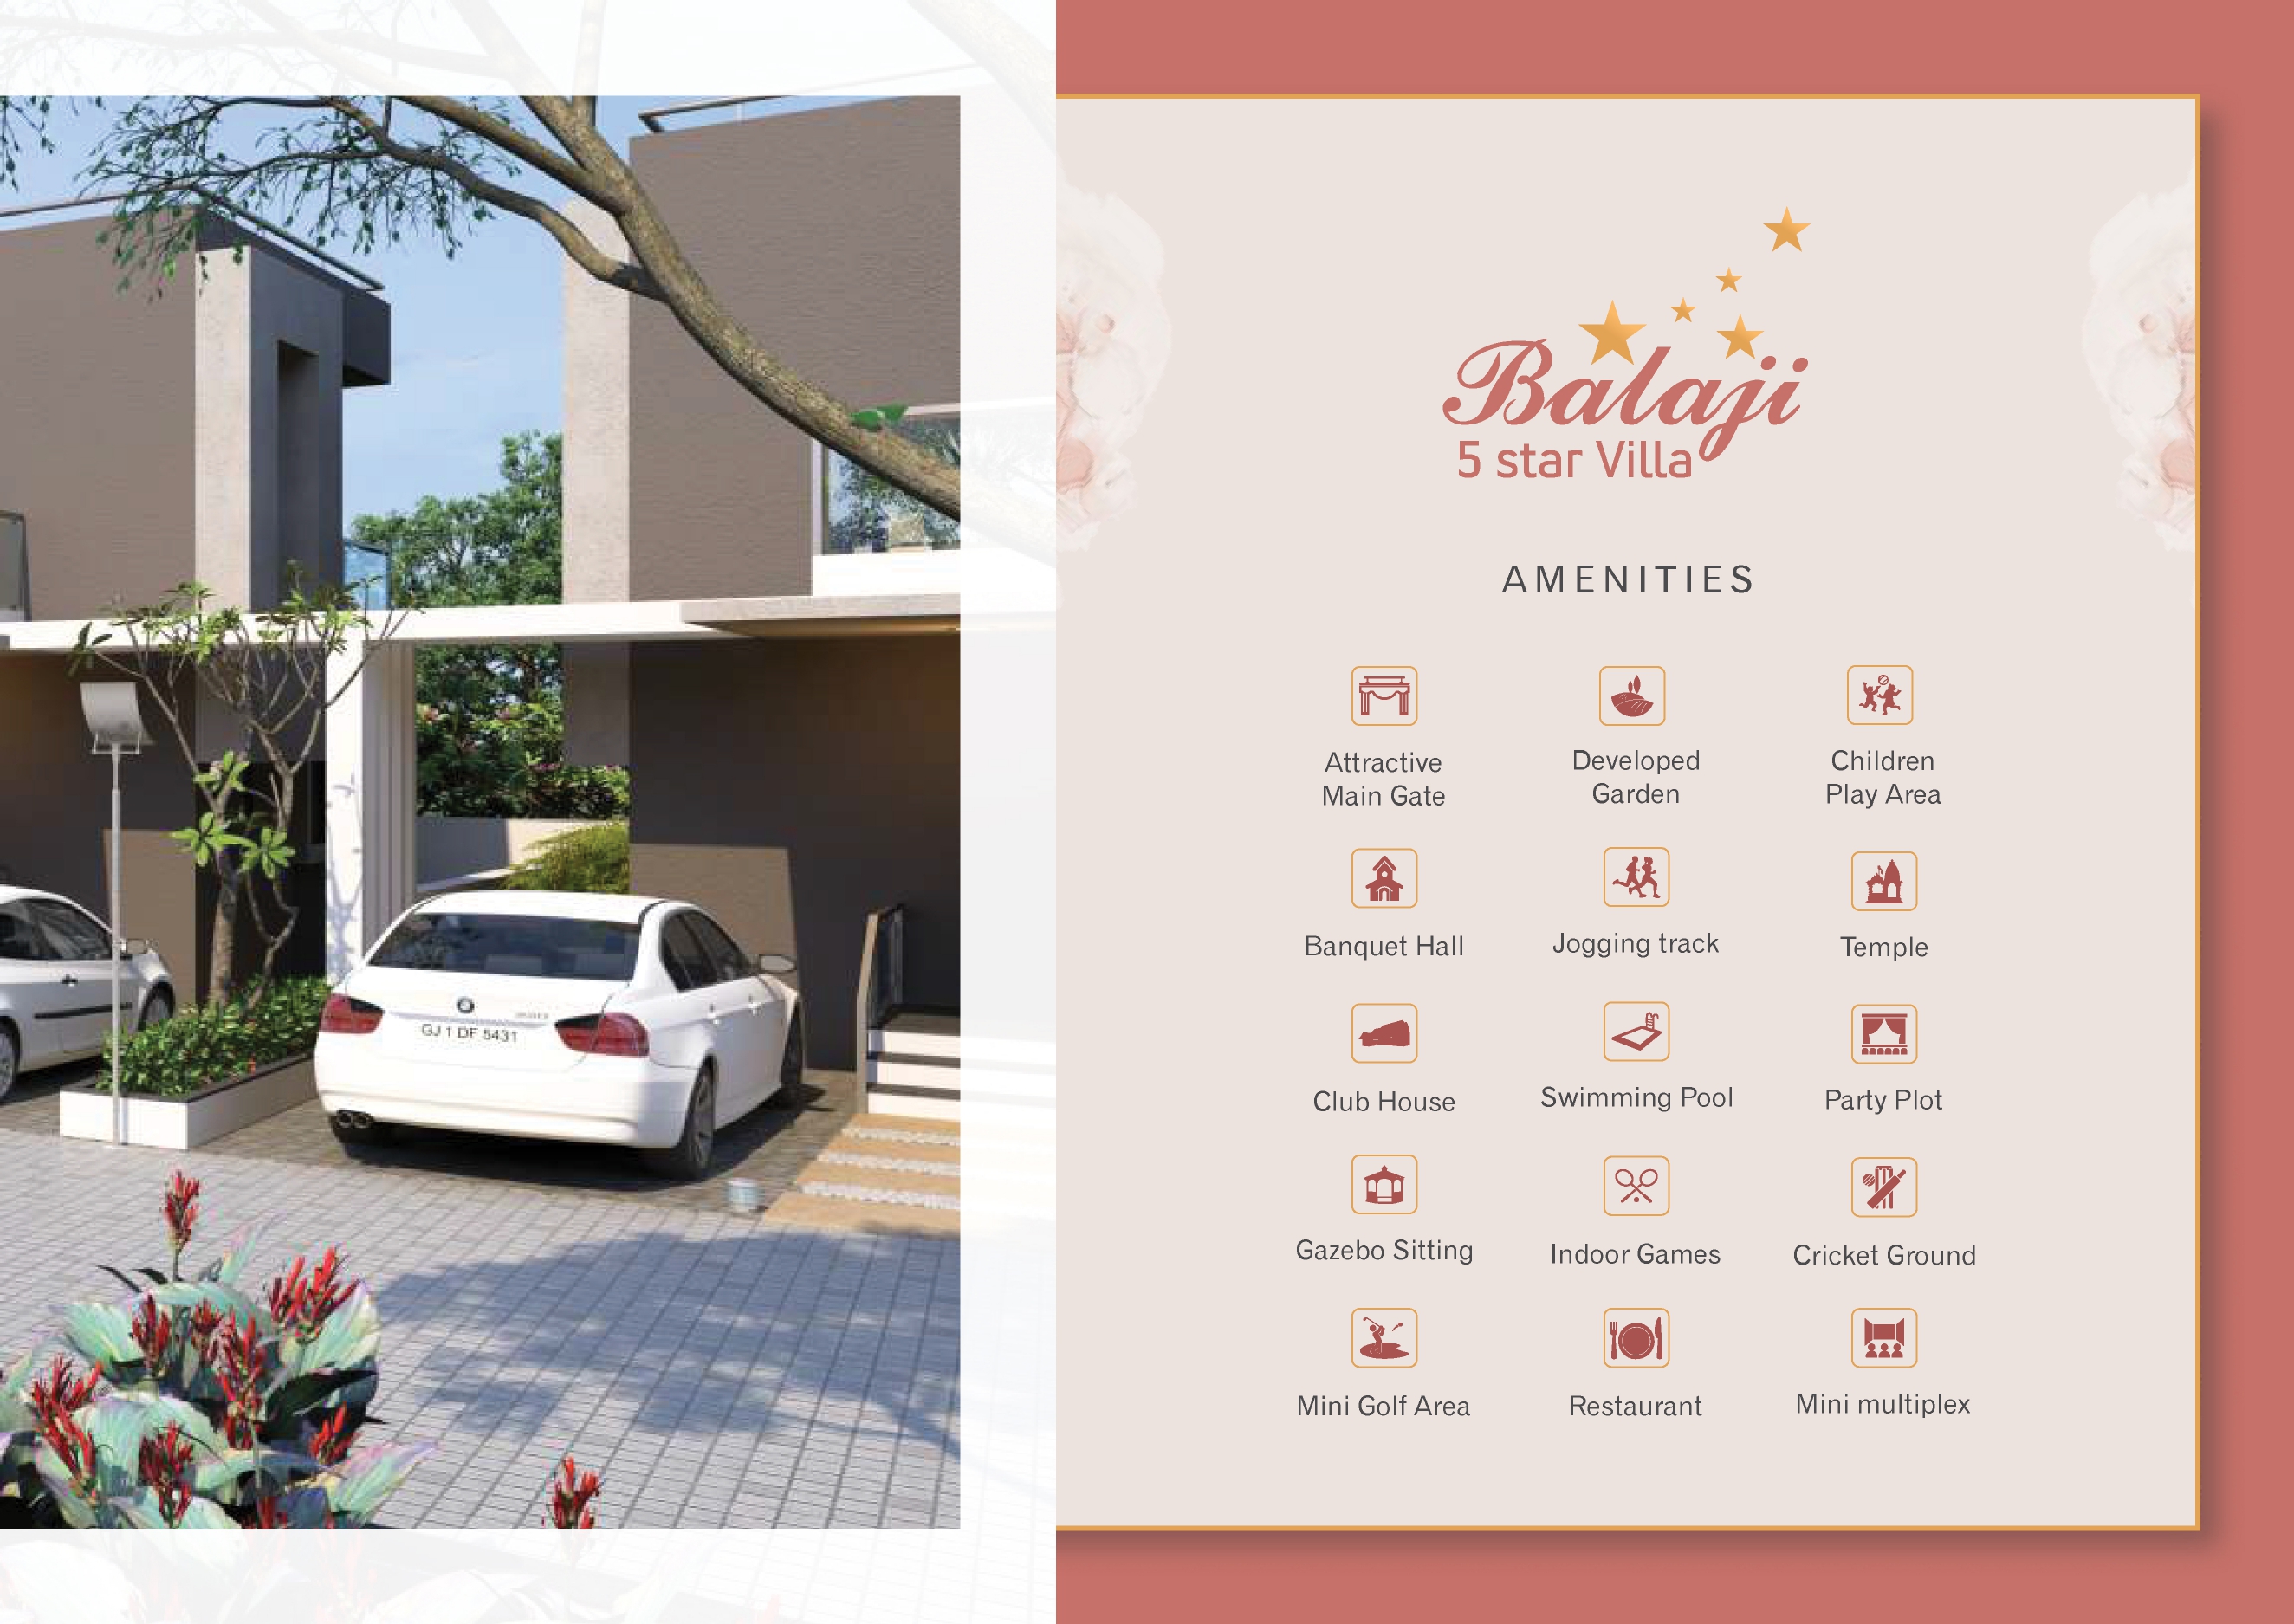 GJ 1 DF 5431
Balaji
5 star Villa
AMENITIES
Attractive
Main Gate
Developed
Garden
Children
Play Area
Banquet Hall
Jogging track
Temple
Club House
Swimming Pool
Party Plot
Gazebo Sitting
Indoor Games
Cricket Ground
Mini Golf Area
Restaurant
Mini multiplex